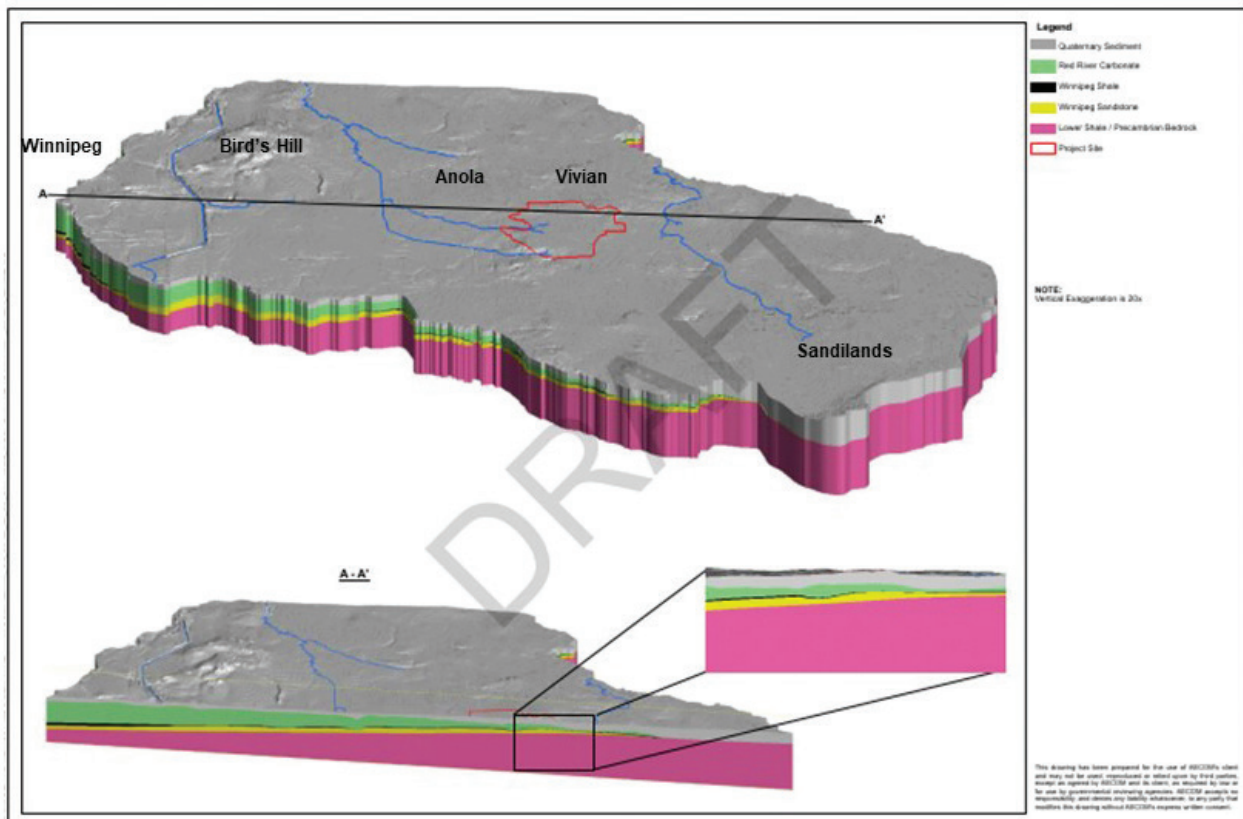 Legend
Quaternary Sediment
Red River Carbonate
Winnipeg Shale
Winnipeg Sandstone
Lower Shale / Precambrian Bedrock
Project Site
Winnipeg
Bird's Hill
Anola
Vivian
A
A'
Sandilands
NOTE:
Vertical Exaggeration is 20x
DRAFT
A - A'
This drawing has been prepared for the use of AECOM's client
and may not be used, reproduced or relied upon by third parties,
except as agreed by AECOM and its client, as required by law or
for use by governmental reviewing agencies. AECOM accepts no
responsibility, and denies any liability whatsoever, to any party that
modifies this drawing without AECOM's express written consent.